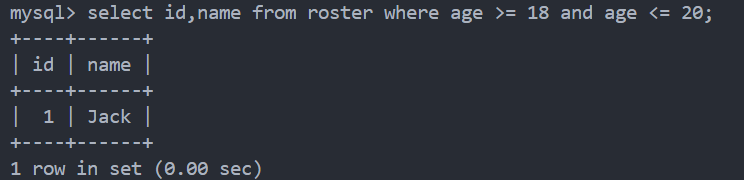 mysql> select id,name from roster where age >= 18 and age <= 20;
+----+------+
| id | name |
+----+------+
|  1 | Jack |
+----+------+
1 row in set (0.00 sec)